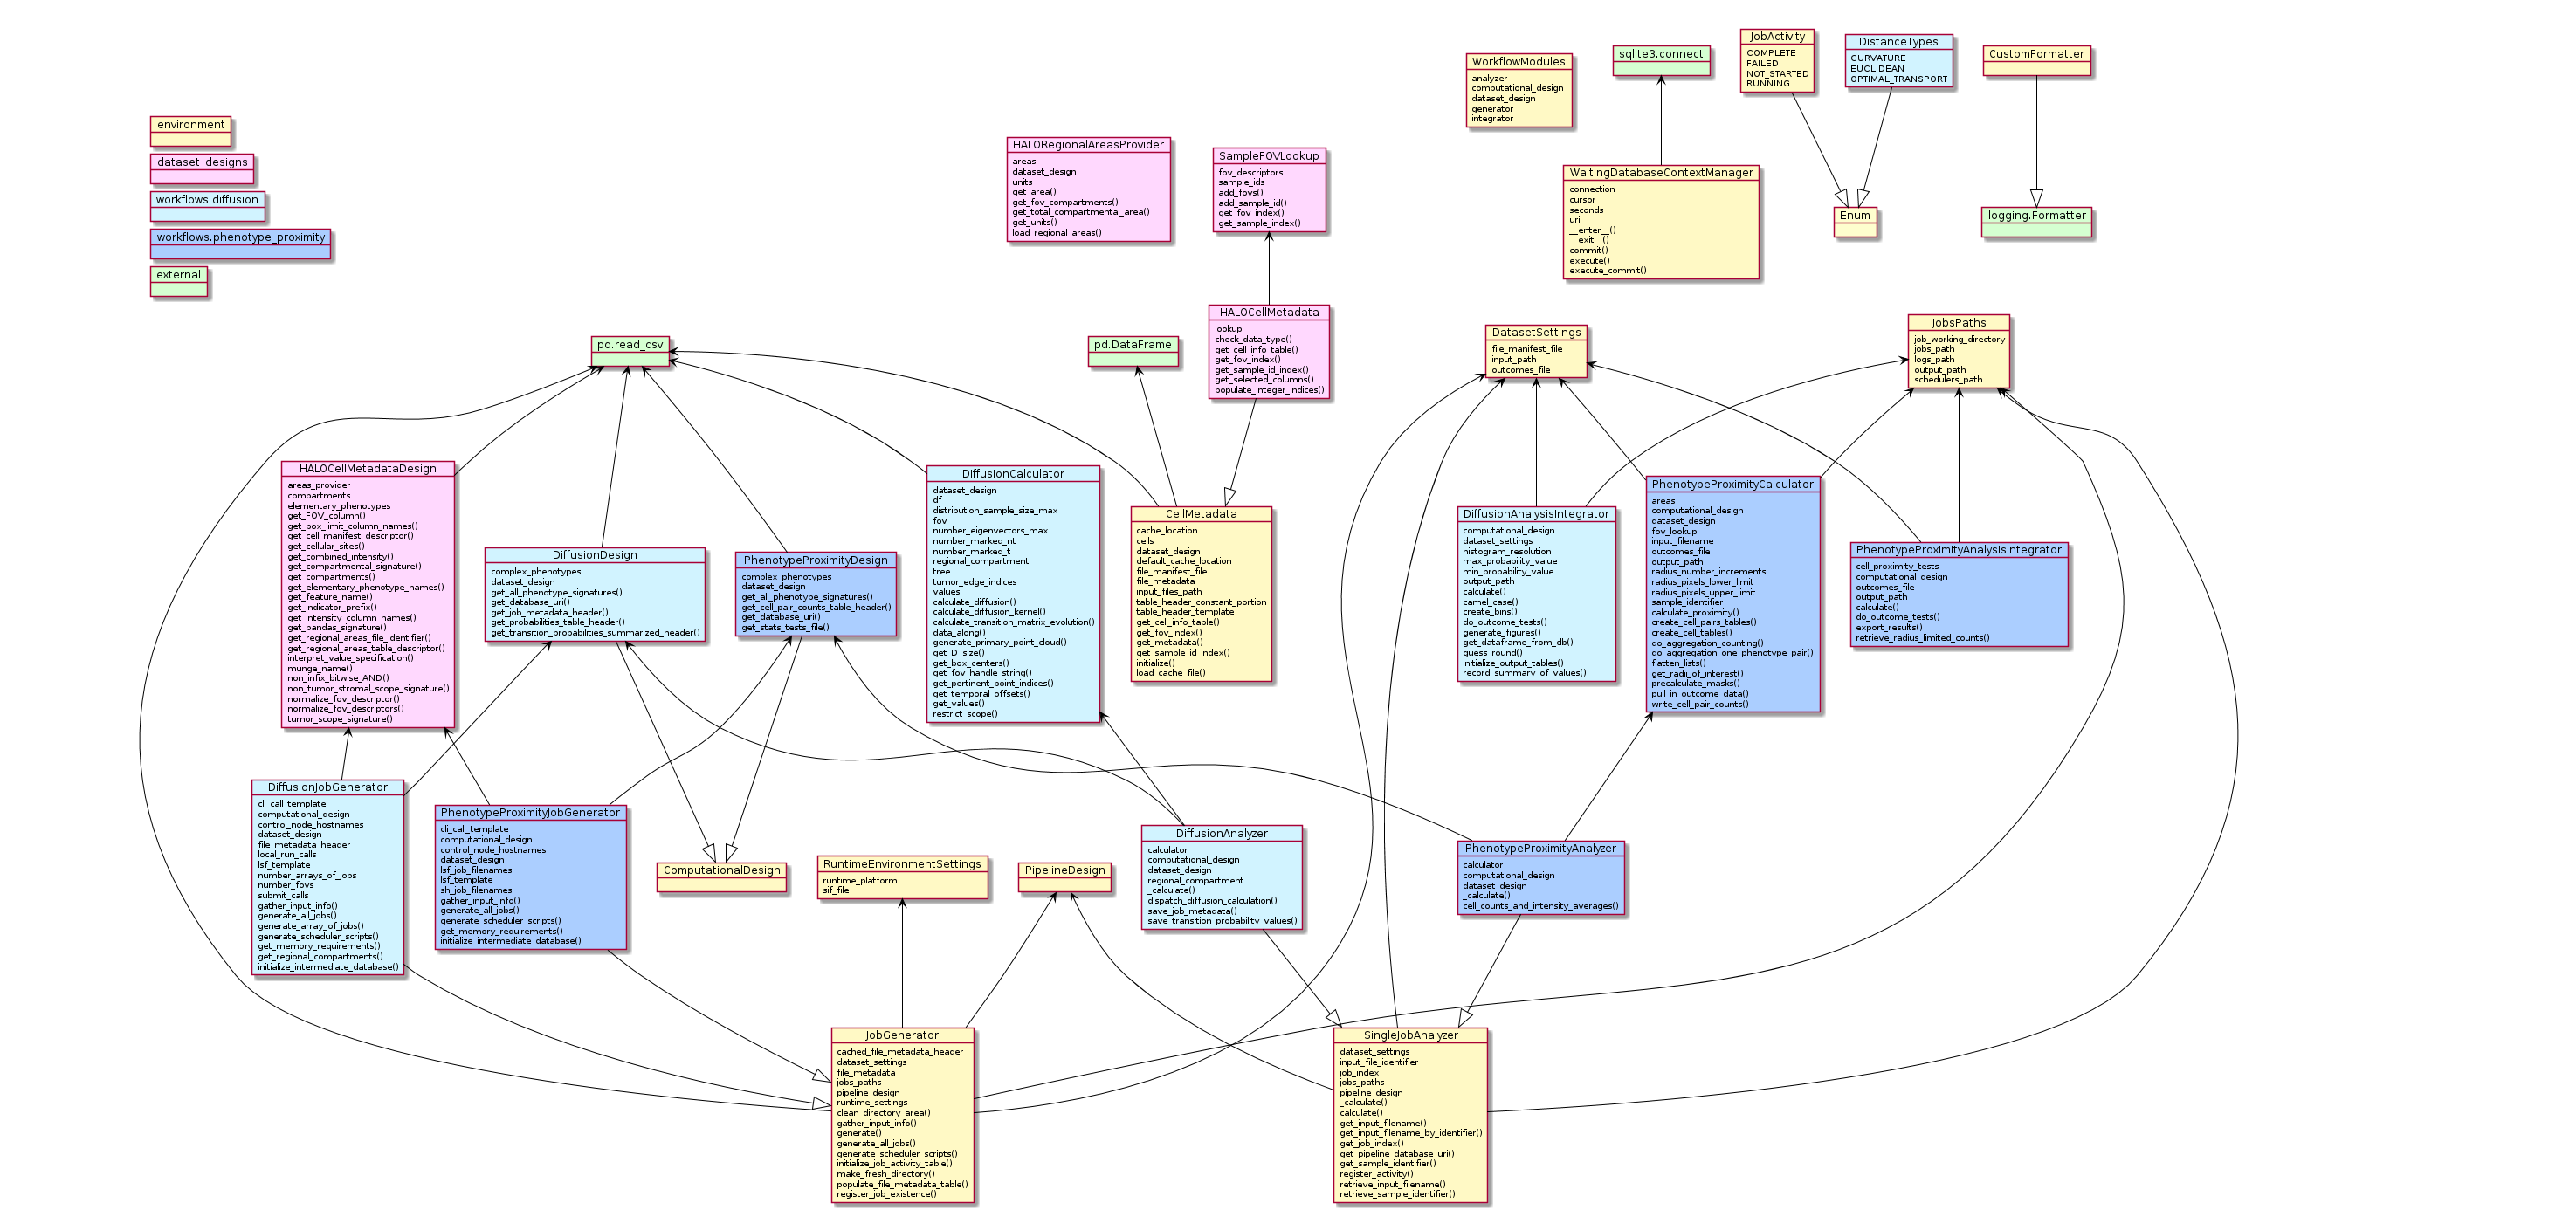 environment
dataset_designs
workflows.diffusion
workflows.phenotype_proximity
external
HALORegionalAreasProvider
areas
dataset_design
units
get_area()
get_fov_compartments()
get_total_compartmental_area()
get_units()
load_regional_areas()
SampleFOVLookup
fov_descriptors
sample_ids
add_fovs()
add_sample_id()
get_fov_index()
get_sample_index()
WorkflowModules
analyzer
computational_design
dataset_design
generator
integrator
sqlite3.connect
JobActivity
COMPLETE
FAILED
NOT_STARTED
RUNNING
DistanceTypes
CURVATURE
EUCLIDEAN
OPTIMAL_TRANSPORT
CustomFormatter
WaitingDatabaseContextManager
connection
cursor
seconds
uri
__enter__()
__exit__()
commit()
execute()
execute_commit()
Enum
logging.Formatter
pd.read_csv
pd.DataFrame
HALOCellMetadata
lookup
check_data_type()
get_cell_info_table()
get_fov_index()
get_sample_id_index()
get_selected_columns()
populate_integer_indices()
DatasetSettings
file_manifest_file
input_path
outcomes_file
JobsPaths
job_working_directory
jobs_path
logs_path
output_path
schedulers_path
HALOCellMetadataDesign
areas_provider
compartments
elementary_phenotypes
get_FOV_column()
get_box_limit_column_names()
get_cell_manifest_descriptor()
get_cellular_sites()
get_combined_intensity()
get_compartmental_signature()
get_compartments()
get_elementary_phenotype_names()
get_feature_name()
get_indicator_prefix()
get_intensity_column_names()
get_pandas_signature()
get_regional_areas_file_identifier()
get_regional_areas_table_descriptor()
interpret_value_specification()
munge_name()
non_infix_bitwise_AND()
non_tumor_stromal_scope_signature()
normalize_fov_descriptor()
normalize_fov_descriptors()
tumor_scope_signature()
DiffusionDesign
complex_phenotypes
dataset_design
get_all_phenotype_signatures()
get_database_uri()
get_job_metadata_header()
get_probabilities_table_header()
get_transition_probabilities_summarized_header()
PhenotypeProximityDesign
complex_phenotypes
dataset_design
get_all_phenotype_signatures()
get_cell_pair_counts_table_header()
get_database_uri()
get_stats_tests_file()
DiffusionCalculator
dataset_design
df
distribution_sample_size_max
fov
number_eigenvectors_max
number_marked_nt
number_marked_t
regional_compartment
tree
tumor_edge_indices
values
calculate_diffusion()
calculate_diffusion_kernel()
calculate_transition_matrix_evolution()
data_along()
generate_primary_point_cloud()
get_D_size()
get_box_centers()
get_fov_handle_string()
get_pertinent_point_indices()
get_temporal_offsets()
get_values()
restrict_scope()
CellMetadata
cache_location
cells
dataset_design
default_cache_location
file_manifest_file
file_metadata
input_files_path
table_header_constant_portion
table_header_template
get_cell_info_table()
get_fov_index()
get_metadata()
get_sample_id_index()
initialize()
load_cache_file()
DiffusionAnalysisIntegrator
computational_design
dataset_settings
histogram_resolution
max_probability_value
min_probability_value
output_path
calculate()
camel_case()
create_bins()
do_outcome_tests()
generate_figures()
get_dataframe_from_db()
guess_round()
initialize_output_tables()
record_summary_of_values()
PhenotypeProximityCalculator
areas
computational_design
dataset_design
fov_lookup
input_filename
outcomes_file
output_path
radius_number_increments
radius_pixels_lower_limit
radius_pixels_upper_limit
sample_identifier
calculate_proximity()
create_cell_pairs_tables()
create_cell_tables()
do_aggregation_counting()
do_aggregation_one_phenotype_pair()
flatten_lists()
get_radii_of_interest()
precalculate_masks()
pull_in_outcome_data()
write_cell_pair_counts()
PhenotypeProximityAnalysisIntegrator
cell_proximity_tests
computational_design
outcomes_file
output_path
calculate()
do_outcome_tests()
export_results()
retrieve_radius_limited_counts()
DiffusionJobGenerator
cli_call_template
computational_design
control_node_hostnames
dataset_design
file_metadata_header
local_run_calls
lsf_template
number_arrays_of_jobs
number_fovs
submit_calls
gather_input_info()
generate_all_jobs()
generate_array_of_jobs()
generate_scheduler_scripts()
get_memory_requirements()
get_regional_compartments()
initialize_intermediate_database()
PhenotypeProximityJobGenerator
cli_call_template
computational_design
control_node_hostnames
dataset_design
lsf_job_filenames
lsf_template
sh_job_filenames
gather_input_info()
generate_all_jobs()
generate_scheduler_scripts()
get_memory_requirements()
initialize_intermediate_database()
ComputationalDesign
RuntimeEnvironmentSettings
runtime_platform
sif_file
PipelineDesign
DiffusionAnalyzer
calculator
computational_design
dataset_design
regional_compartment
_calculate()
dispatch_diffusion_calculation()
save_job_metadata()
save_transition_probability_values()
PhenotypeProximityAnalyzer
calculator
computational_design
dataset_design
_calculate()
cell_counts_and_intensity_averages()
JobGenerator
cached_file_metadata_header
dataset_settings
file_metadata
jobs_paths
pipeline_design
runtime_settings
clean_directory_area()
gather_input_info()
generate()
generate_all_jobs()
generate_scheduler_scripts()
initialize_job_activity_table()
make_fresh_directory()
populate_file_metadata_table()
register_job_existence()
SingleJobAnalyzer
dataset_settings
input_file_identifier
job_index
jobs_paths
pipeline_design
_calculate()
calculate()
get_input_filename()
get_input_filename_by_identifier()
get_job_index()
get_pipeline_database_uri()
get_sample_identifier()
register_activity()
retrieve_input_filename()
retrieve_sample_identifier()